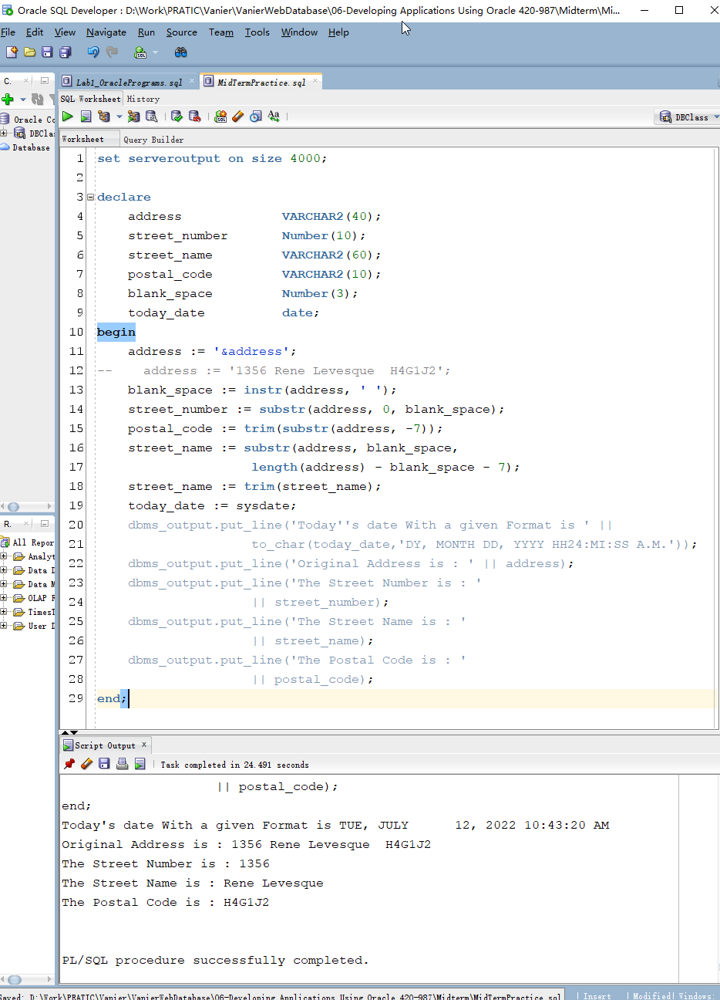 Oracle SQL Developer : D:\Work\PRATIC\Vanier\VanierWebDatabase\06-Developing Applications Using Oracle 420-987\Midterm\Mi...
File Edit View Navigate Run Source Team Tools Window Help
C.
Lab1_OraclePrograms.sql
MidTermPractice.sql
SQL Worksheet History
Oracle Co
DBCla
Database
Aa
DBClass
Worksheet Query Builder
1 set serveroutput on size 4000;
2
3 declare
4 address VARCHAR2(40);
5 street_number Number(10);
6 street_name VARCHAR2(60);
7 postal_code VARCHAR2(10);
8 blank_space Number(3);
9 today_date date;
10 begin
11 address := '&address';
12 -- address := '1356 Rene Levesque  H4G1J2';
13 blank_space := instr(address, ' ');
14 street_number := substr(address, 0, blank_space);
15 postal_code := trim(substr(address, -7));
16 street_name := substr(address, blank_space,
17 length(address) - blank_space - 7);
18 street_name := trim(street_name);
19 today_date := sysdate;
20 dbms_output.put_line('Today''s date With a given Format is ' ||
21 to_char(today_date,'DY, MONTH DD, YYYY HH24:MI:SS A.M.'));
22 dbms_output.put_line('Original Address is : ' || address);
23 dbms_output.put_line('The Street Number is : '
24 || street_number);
25 dbms_output.put_line('The Street Name is : '
26 || street_name);
27 dbms_output.put_line('The Postal Code is : '
28 || postal_code);
29 end;
R.
All Repor
Analyt
Data D
Data M
OLAP R
TimesT
User D
Script Output x
Task completed in 24.491 seconds
|| postal_code);
end;
Today's date With a given Format is TUE, JULY      12, 2022 10:43:20 AM
Original Address is : 1356 Rene Levesque  H4G1J2
The Street Number is : 1356
The Street Name is : Rene Levesque
The Postal Code is : H4G1J2
PL/SQL procedure successfully completed.
Saved: D:\Work\PRATIC\Vanier\VanierWebDatabase\06-Developing Applications Using Oracle 420-987\Midterm\MidTermPractice.sql
Insert Modified Windows: